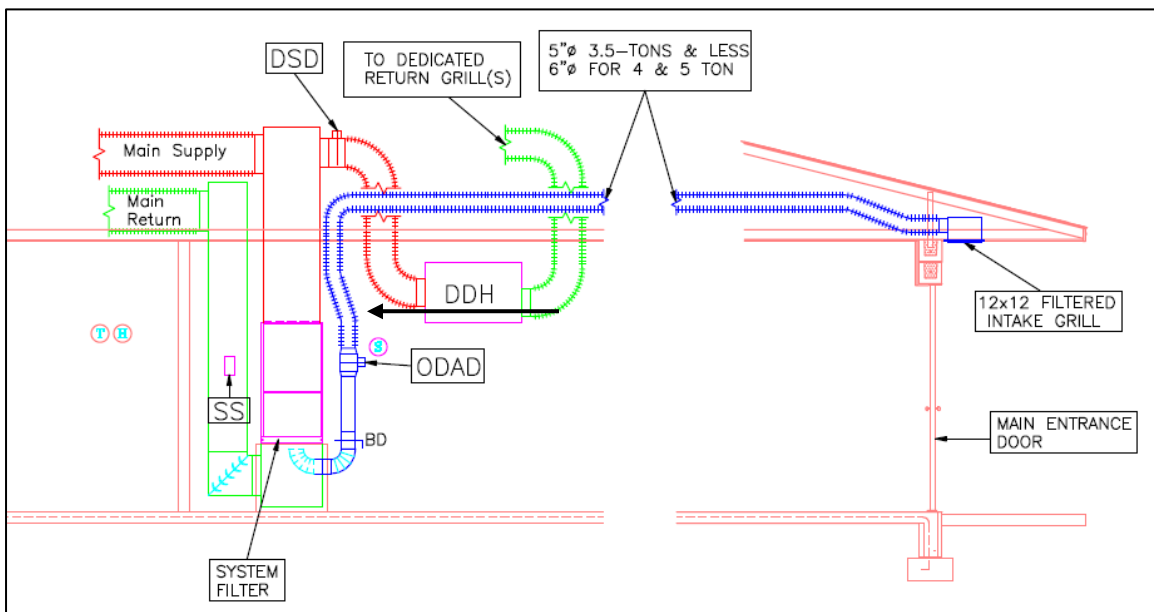 DSD
TO DEDICATED
RETURN GRILL(S)
5"ø 3.5-TONS & LESS
6"ø FOR 4 & 5 TON
Main Supply
Main
Return
DDH
12x12 FILTERED
INTAKE GRILL
T H
S
ODAD
SS
BD
MAIN ENTRANCE
DOOR
SYSTEM
FILTER